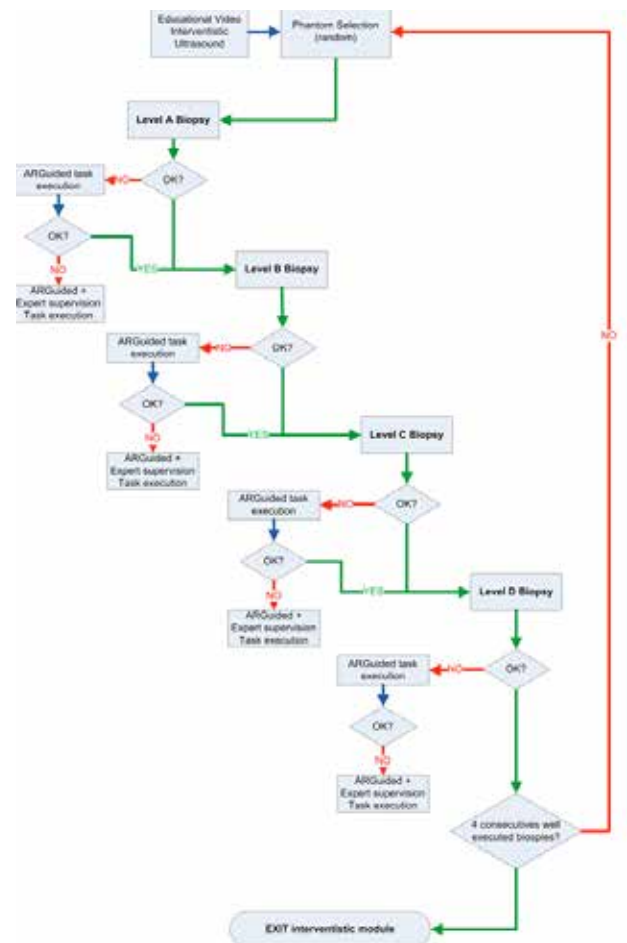 Educational Video
Interventistic
Ultrasound
Phantom Selection
(random)
Level A Biopsy
ARGuided task
execution
NO
OK?
OK?
YES
Level B Biopsy
NO
ARGuided +
Expert supervision
Task execution
ARGuided task
execution
NO
OK?
NO
OK?
YES
Level C Biopsy
NO
ARGuided +
Expert supervision
Task execution
ARGuided task
execution
NO
OK?
OK?
YES
Level D Biopsy
NO
ARGuided +
Expert supervision
Task execution
ARGuided task
execution
NO
OK?
OK?
NO
ARGuided +
Expert supervision
Task execution
4 consecutives well
executed biospies?
EXIT interventistic module